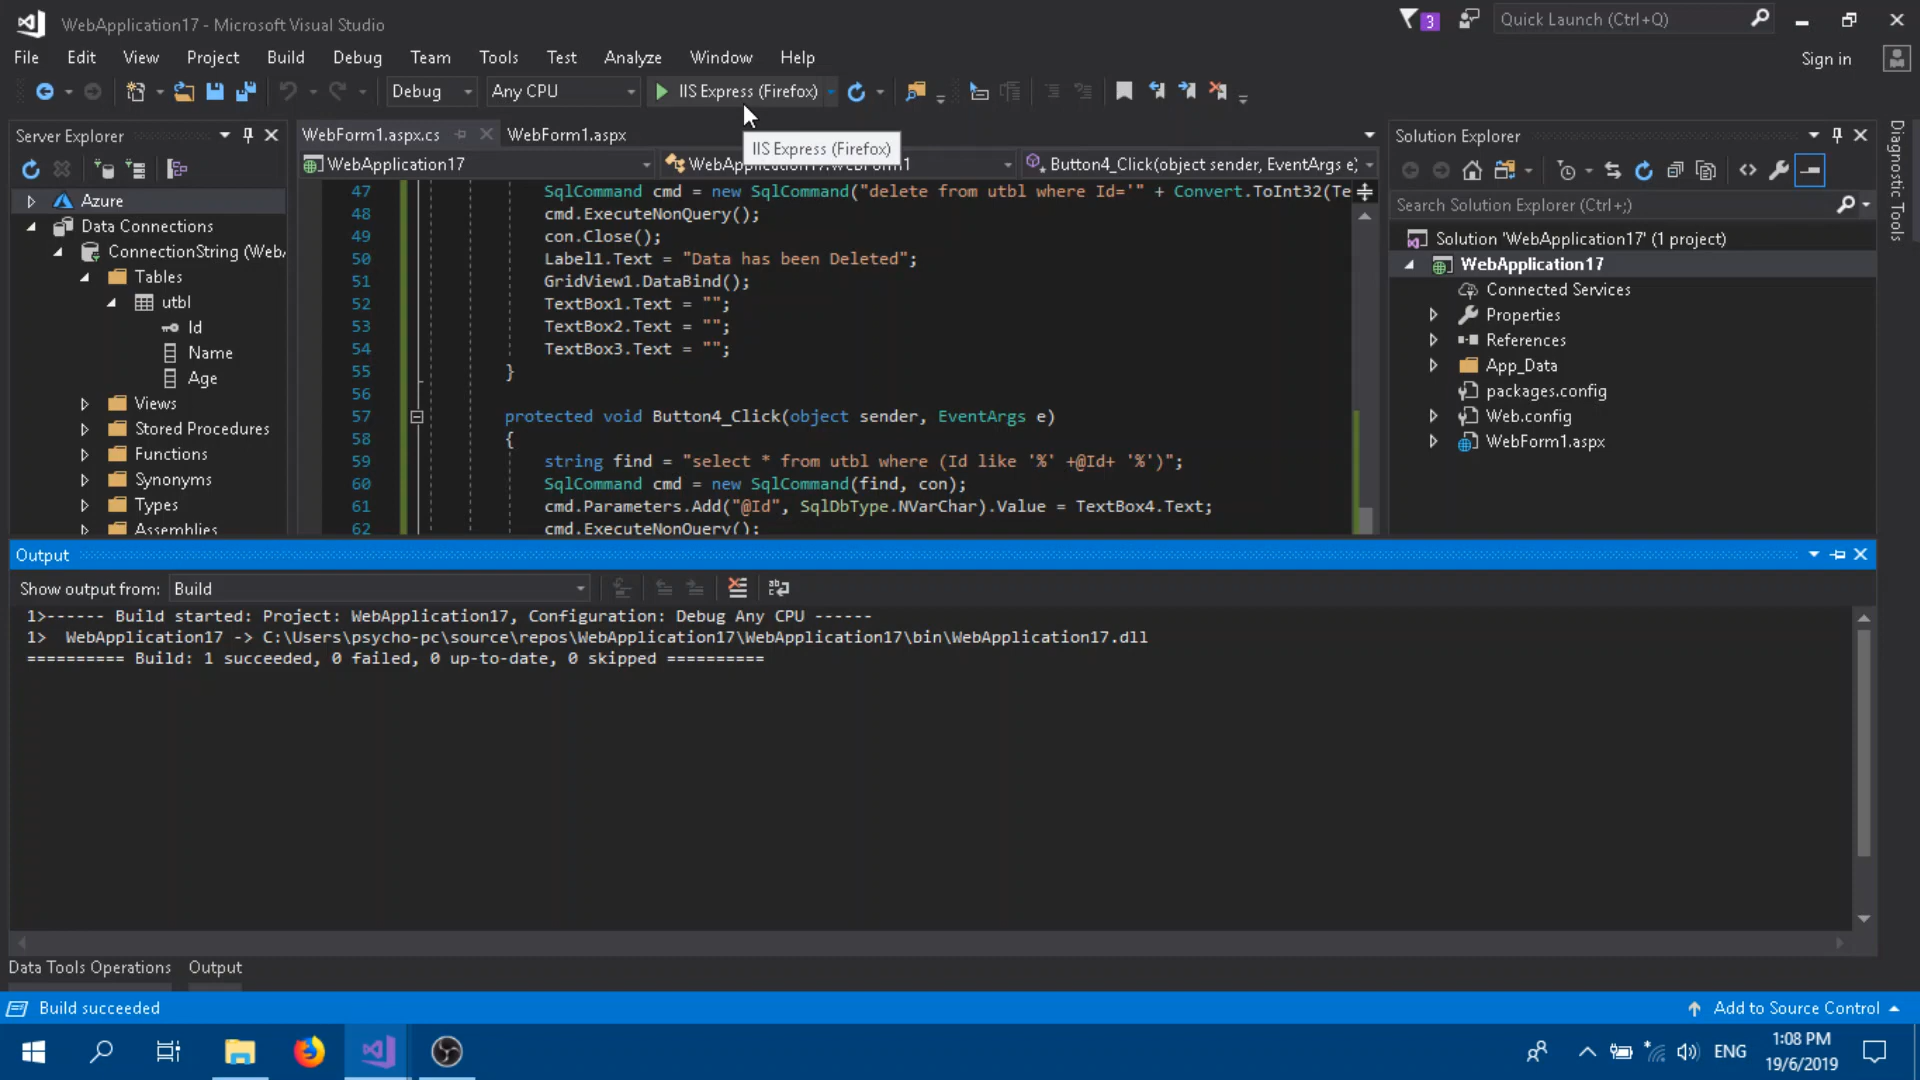 WebApplication17 - Microsoft Visual Studio
3
Quick Launch (Ctrl+Q)
File Edit View Project Build Debug Team Tools Test Analyze Window Help
Sign in
Debug Any CPU IIS Express (Firefox)
Server Explorer
WebForm1.aspx.cs WebForm1.aspx
IIS Express (Firefox)
Solution Explorer
Diagnostic Tools
WebApplication17
Button4_Click(object sender, EventArgs e)
Azure
Data Connections
ConnectionString (Web
Tables
utbl
Id
Name
Age
Views
Stored Procedures
Functions
Synonyms
Types
Assemblies
47 SqlCommand cmd = new SqlCommand("delete from utbl where Id='" + Convert.ToInt32(Te
48 cmd.ExecuteNonQuery();
49 con.Close();
50 Label1.Text = "Data has been Deleted";
51 GridView1.DataBind();
52 TextBox1.Text = "";
53 TextBox2.Text = "";
54 TextBox3.Text = "";
55 }
56
57 protected void Button4_Click(object sender, EventArgs e)
58 {
59 string find = "select * from utbl where (Id like '%' +@Id+ '%')";
60 SqlCommand cmd = new SqlCommand(find, con);
61 cmd.Parameters.Add("@Id", SqlDbType.NVarChar).Value = TextBox4.Text;
62 cmd.ExecuteNonQuery();
Search Solution Explorer (Ctrl+;)
Solution 'WebApplication17' (1 project)
WebApplication17
Connected Services
Properties
References
App_Data
packages.config
Web.config
WebForm1.aspx
Output
Show output from: Build
1>------ Build started: Project: WebApplication17, Configuration: Debug Any CPU ------
1> WebApplication17 -> C:\Users\psycho-pc\source\repos\WebApplication17\WebApplication17\bin\WebApplication17.dll
========== Build: 1 succeeded, 0 failed, 0 up-to-date, 0 skipped ==========
Data Tools Operations Output
Build succeeded
Add to Source Control
ENG
1:08 PM
19/6/2019